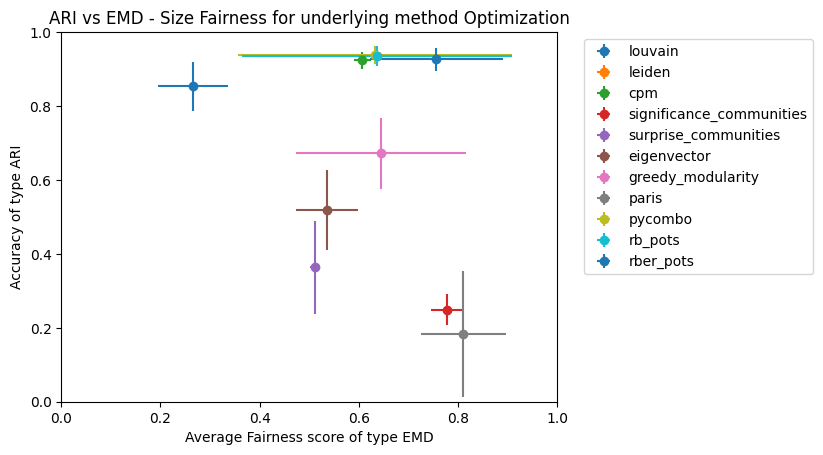 ARI vs EMD - Size Fairness for underlying method Optimization
1.0
0.8
0.6
0.4
0.2
0.0
Accuracy of type ARI
0.0 0.2 0.4 0.6 0.8 1.0
Average Fairness score of type EMD
louvain
leiden
cpm
significance_communities
surprise_communities
eigenvector
greedy_modularity
paris
pycombo
rb_pots
rber_pots